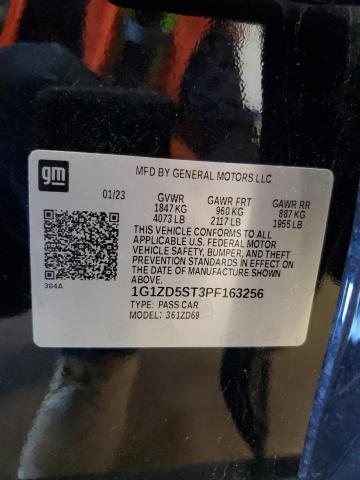 gm
MFD BY GENERAL MOTORS LLC
01/23 GVWR GAWR FRT GAWR RR
1847 KG 960 KG 887 KG
4073 LB 2117 LB 1955 LB
THIS VEHICLE CONFORMS TO ALL
APPLICABLE U.S. FEDERAL MOTOR
VEHICLE SAFETY, BUMPER, AND THEFT
PREVENTION STANDARDS IN EFFECT
ON THE DATE OF MANUFACTURE
SHOWN ABOVE.
384A
1G1ZD5ST3PF163256
TYPE: PASS CAR
MODEL: 361ZD69